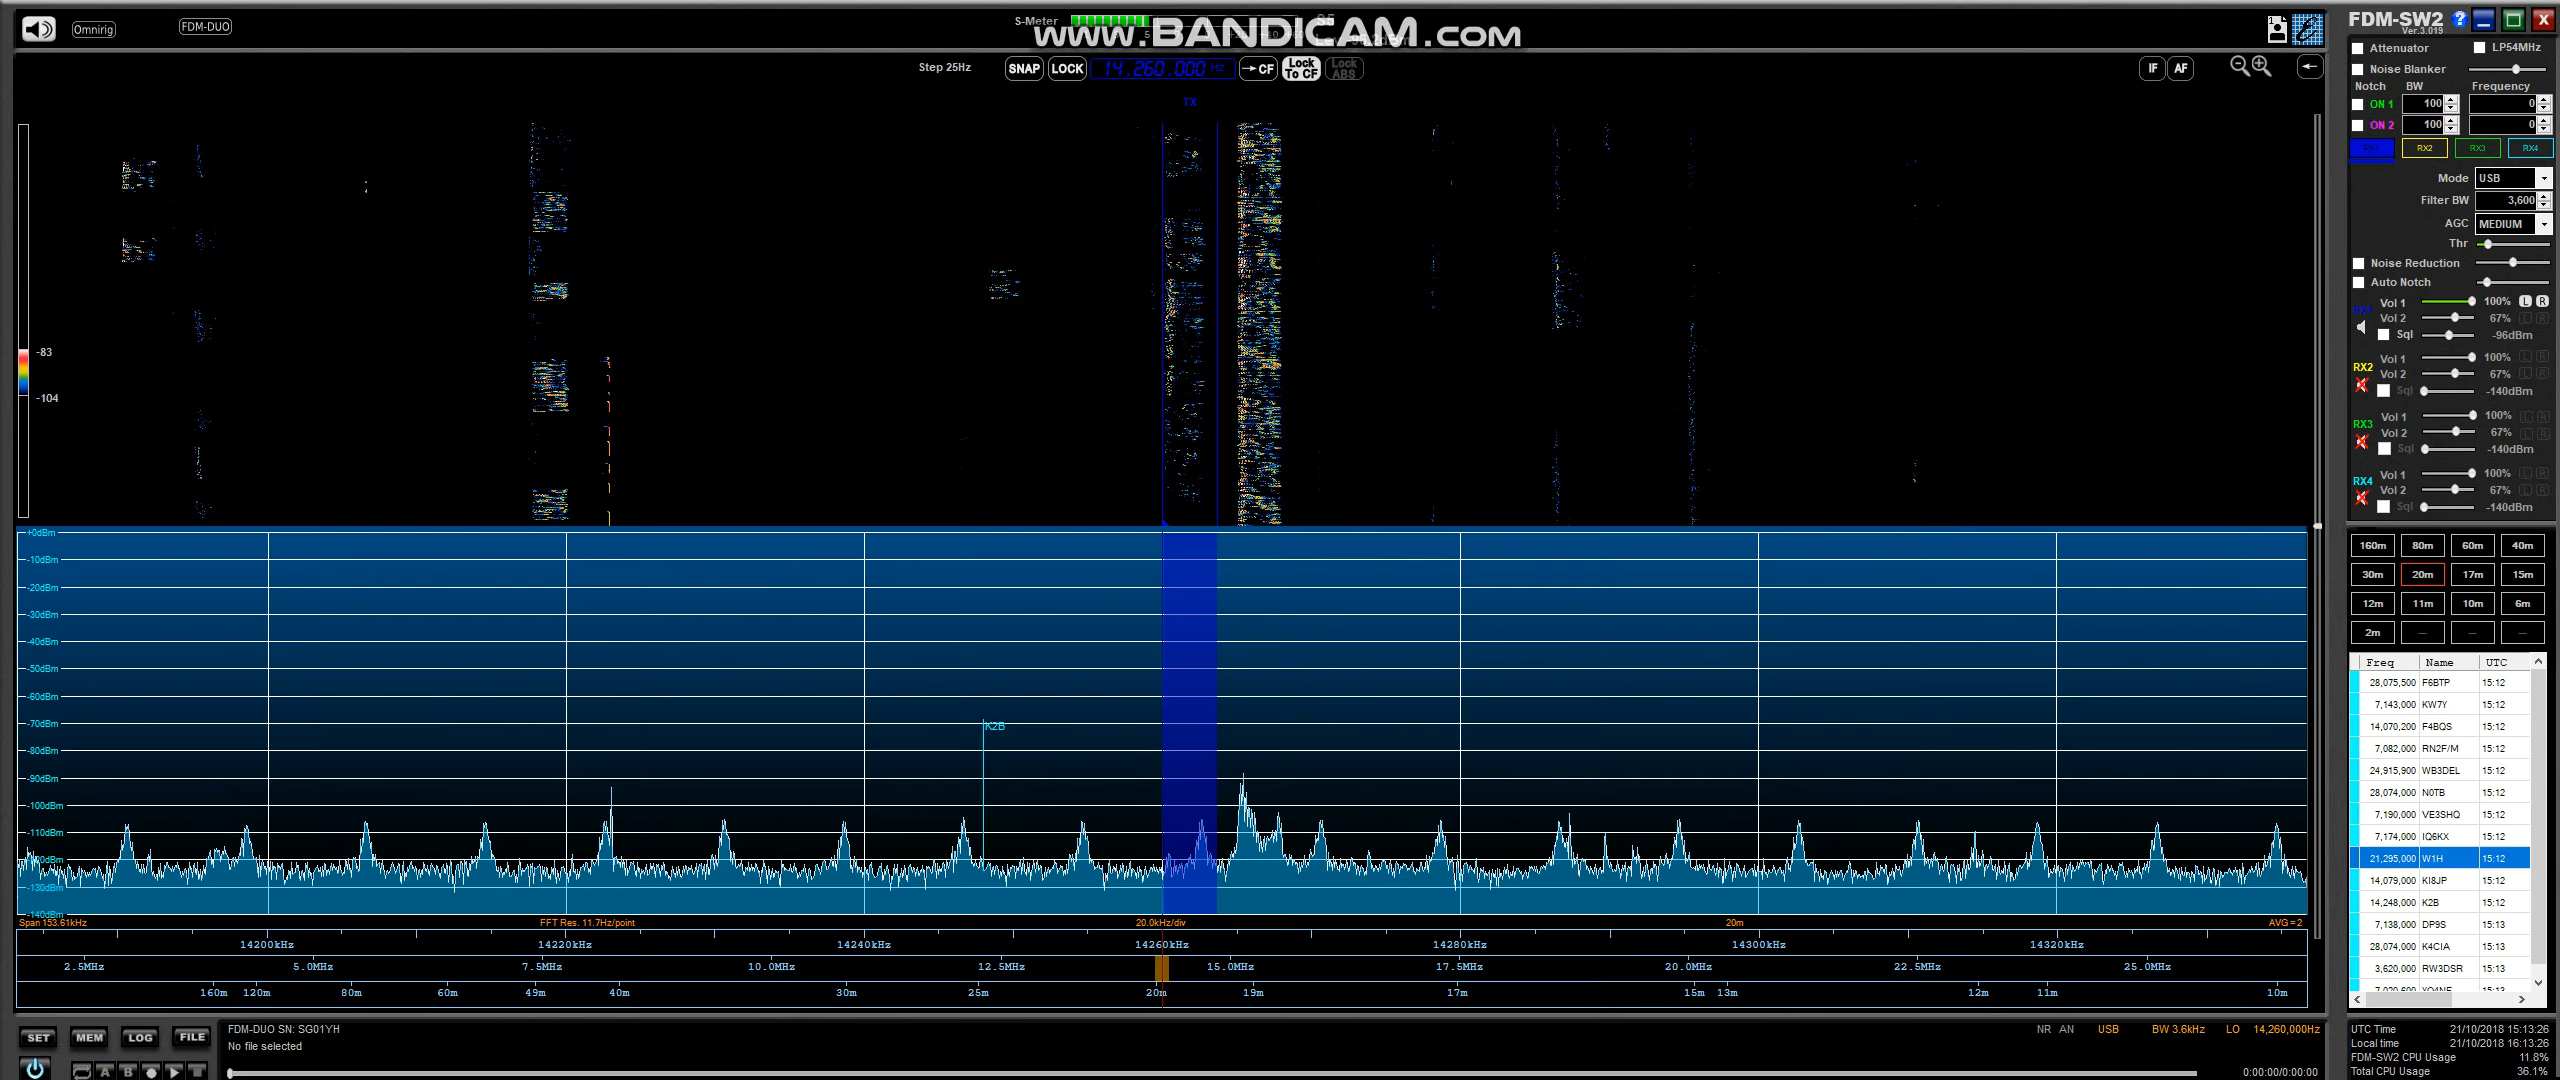 Omnirig
FDM-DUO
S-Meter
www.BANDICAM.com
FDM-SW2
Ver.3.019
Step 25Hz
SNAP LOCK 14.260.000 Hz →CF Lock To CF Lock ABS
IF AF
TX
-83
-104
Attenuator LP54MHz
Noise Blanker
Notch BW Frequency
ON 1 100 0
ON 2 100 0
RX1 RX2 RX3 RX4
Mode USB
Filter BW 3,600
AGC MEDIUM
Thr
Noise Reduction
Auto Notch
RX1 Vol 1 100% L R
Vol 2 67% L R
Sql -96dBm
RX2 Vol 1 100% L R
Vol 2 67% L R
Sql -140dBm
RX3 Vol 1 100% L R
Vol 2 67% L R
Sql -140dBm
RX4 Vol 1 100% L R
Vol 2 67% L R
Sql -140dBm
+0dBm
-10dBm
-20dBm
-30dBm
-40dBm
-50dBm
-60dBm
-70dBm
-80dBm
-90dBm
-100dBm
-110dBm
-120dBm
-130dBm
-140dBm
K2B
Span 153.61kHz FFT Res. 11.7Hz/point 20.0kHz/div 20m AVG = 2
14200kHz 14220kHz 14240kHz 14260kHz 14280kHz 14300kHz 14320kHz
2.5MHz 5.0MHz 7.5MHz 10.0MHz 12.5MHz 15.0MHz 17.5MHz 20.0MHz 22.5MHz 25.0MHz
160m 120m 80m 60m 49m 40m 30m 25m 20m 19m 17m 15m 13m 12m 11m 10m
160m 80m 60m 40m
30m 20m 17m 15m
12m 11m 10m 6m
2m --- --- ---
Freq Name UTC
28,075,500 F6BTP 15:12
7,143,000 KW7Y 15:12
14,070,200 F4BQS 15:12
7,082,000 RN2F/M 15:12
24,915,900 WB3DEL 15:12
28,074,000 N0TB 15:12
7,190,000 VE3SHQ 15:12
7,174,000 IQ6KX 15:12
21,295,000 W1H 15:12
14,079,000 KI8JP 15:12
14,248,000 K2B 15:12
7,138,000 DP9S 15:13
28,074,000 K4CIA 15:13
3,620,000 RW3DSR 15:13
SET MEM LOG FILE
A B
FDM-DUO SN: SG01YH
No file selected
NR AN USB BW 3.6kHz LO 14,260,000Hz
0:00:00/0:00:00
UTC Time 21/10/2018 15:13:26
Local time 21/10/2018 16:13:26
FDM-SW2 CPU Usage 11.8%
Total CPU Usage 36.1%